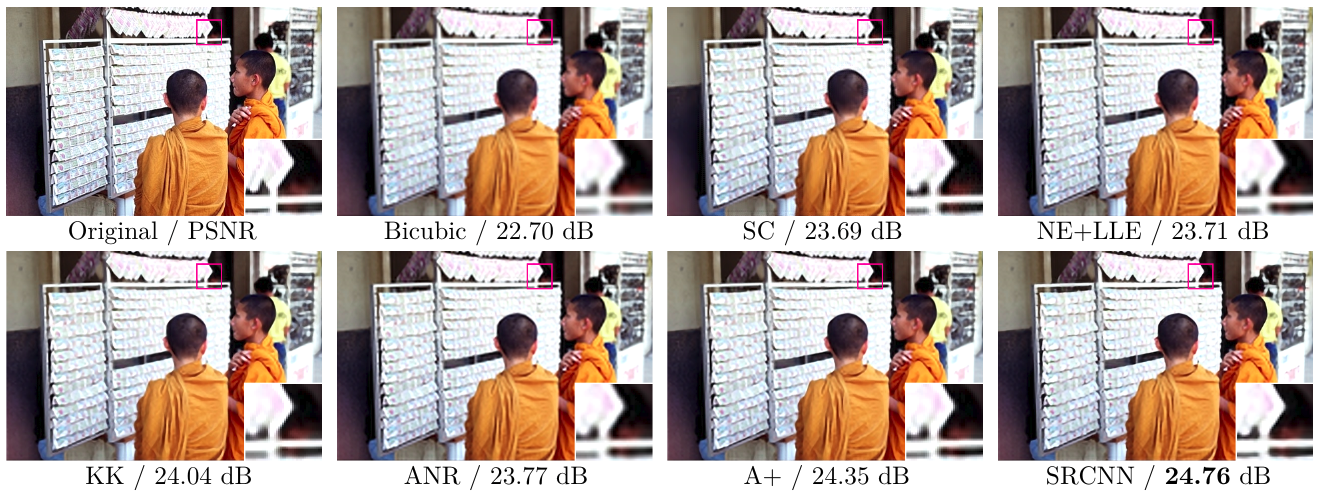 Original / PSNR
Bicubic / 22.70 dB
SC / 23.69 dB
NE+LLE / 23.71 dB
KK / 24.04 dB
ANR / 23.77 dB
A+ / 24.35 dB
SRCNN / 24.76 dB